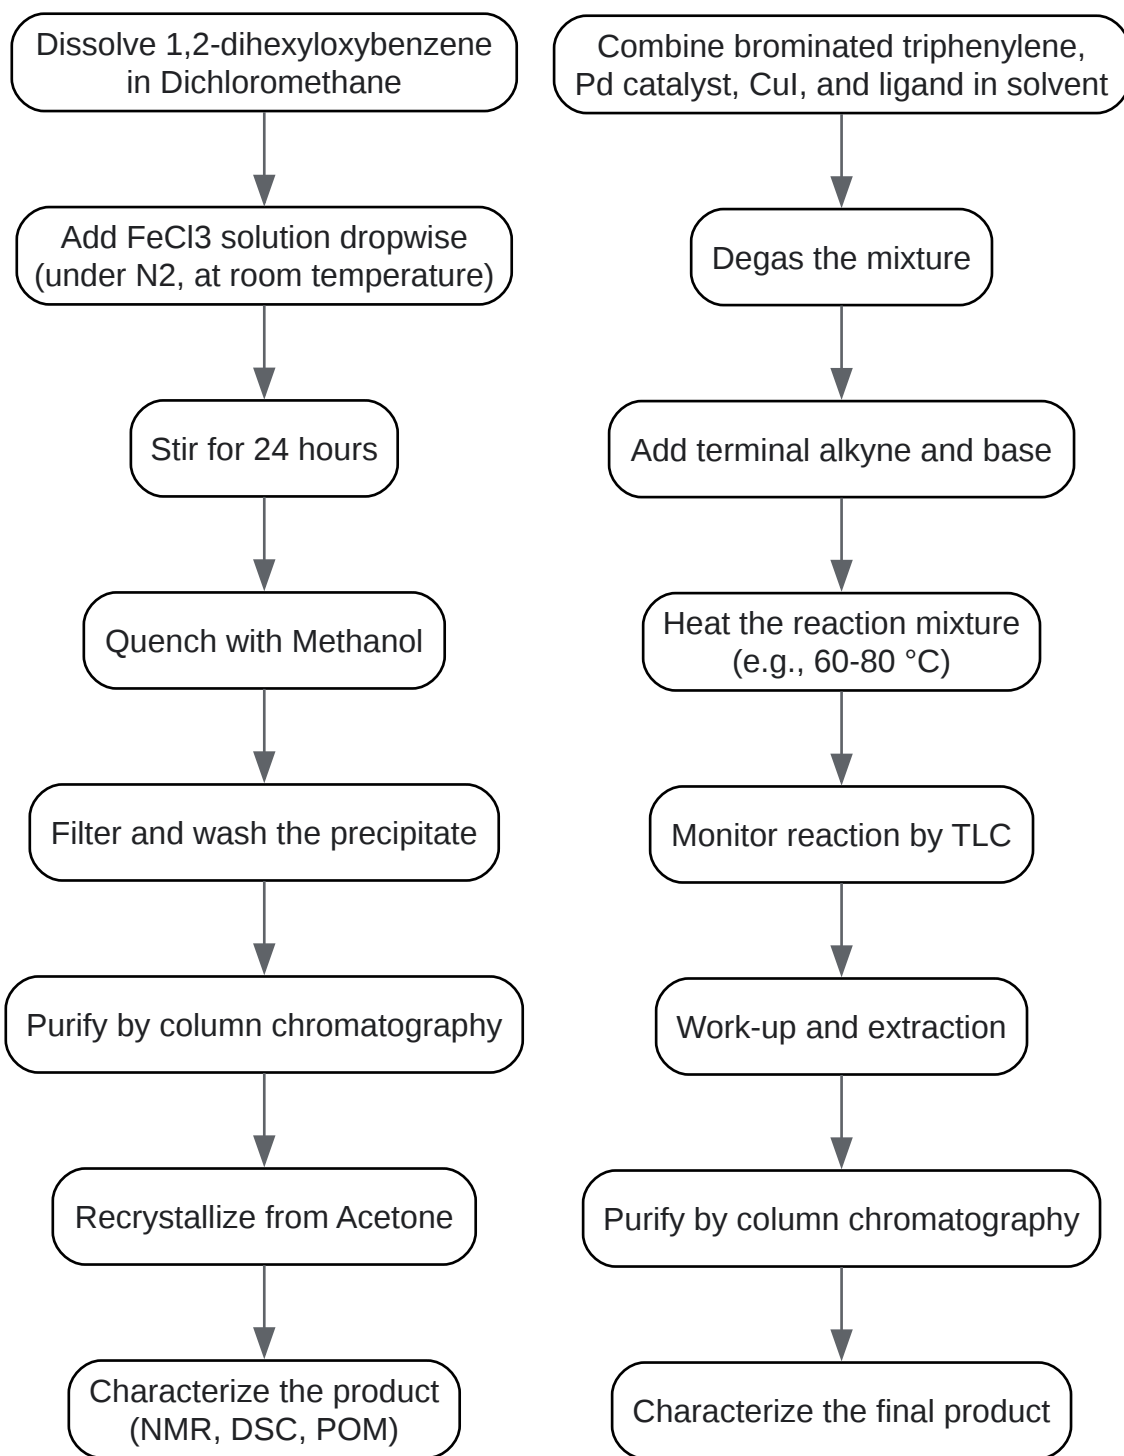 Dissolve 1,2-dihexyloxybenzene
in Dichloromethane
Add FeCl3 solution dropwise
(under N2, at room temperature)
Stir for 24 hours
Quench with Methanol
Filter and wash the precipitate
Purify by column chromatography
Recrystallize from Acetone
Characterize the product
(NMR, DSC, POM)
Combine brominated triphenylene,
Pd catalyst, CuI, and ligand in solvent
Degas the mixture
Add terminal alkyne and base
Heat the reaction mixture
(e.g., 60-80 °C)
Monitor reaction by TLC
Work-up and extraction
Purify by column chromatography
Characterize the final product